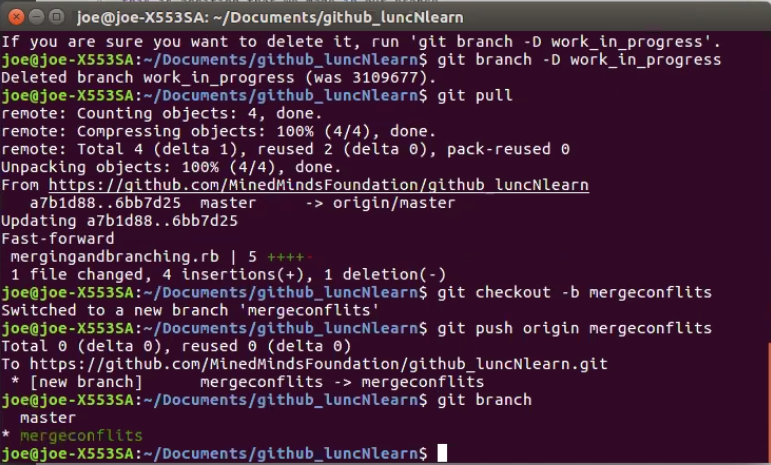 joe@joe-X553SA: ~/Documents/github_luncNlearn
If you are sure you want to delete it, run 'git branch -D work_in_progress'.
joe@joe-X553SA:~/Documents/github_luncNlearn$ git branch -D work_in_progress
Deleted branch work_in_progress (was 3109677).
joe@joe-X553SA:~/Documents/github_luncNlearn$ git pull
remote: Counting objects: 4, done.
remote: Compressing objects: 100% (4/4), done.
remote: Total 4 (delta 1), reused 2 (delta 0), pack-reused 0
Unpacking objects: 100% (4/4), done.
From https://github.com/MinedMindsFoundation/github_luncNlearn
   a7b1d88..6bb7d25  master     -> origin/master
Updating a7b1d88..6bb7d25
Fast-forward
 mergingandbranching.rb | 5 ++++-
 1 file changed, 4 insertions(+), 1 deletion(-)
joe@joe-X553SA:~/Documents/github_luncNlearn$ git checkout -b mergeconflits
Switched to a new branch 'mergeconflits'
joe@joe-X553SA:~/Documents/github_luncNlearn$ git push origin mergeconflits
Total 0 (delta 0), reused 0 (delta 0)
To https://github.com/MinedMindsFoundation/github_luncNlearn.git
 * [new branch]      mergeconflits -> mergeconflits
joe@joe-X553SA:~/Documents/github_luncNlearn$ git branch
  master
* mergeconflits
joe@joe-X553SA:~/Documents/github_luncNlearn$